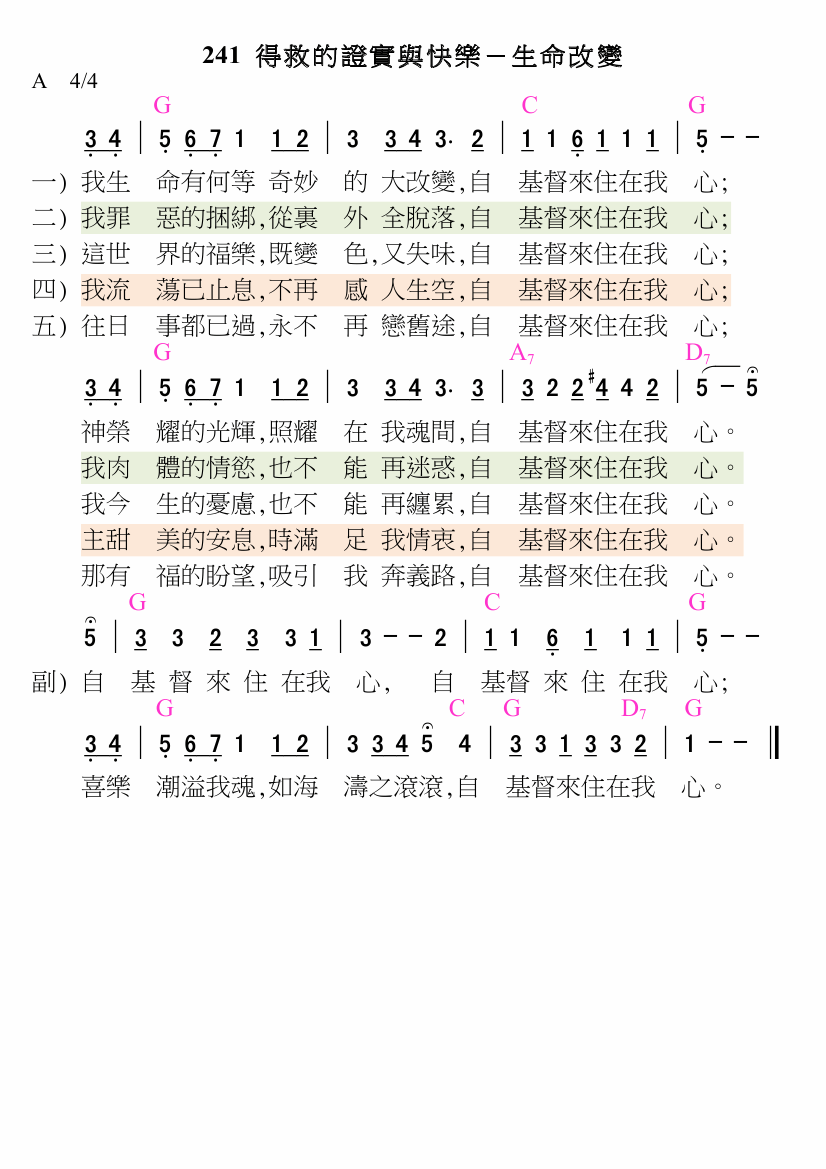 241 得救的證實與快樂－生命改變
A 4/4
G C G
3 4 | 5 6 7 1 1 2 | 3 3 4 3· 2 | 1 1 6 1 1 1 | 5 － －
一) 我生 命有何等 奇妙 的 大改變,自 基督來住在我 心;
二) 我罪 惡的捆綁,從裏 外 全脫落,自 基督來住在我 心;
三) 這世 界的福樂,既變 色,又失味,自 基督來住在我 心;
四) 我流 蕩已止息,不再 感 人生空,自 基督來住在我 心;
五) 往日 事都已過,永不 再 戀舊途,自 基督來住在我 心;
G A7 D7
3 4 | 5 6 7 1 1 2 | 3 3 4 3· 3 | 3 2 2 #4 4 2 | 5 － 5
神榮 耀的光輝,照耀 在 我魂間,自 基督來住在我 心。
我肉 體的情慾,也不 能 再迷惑,自 基督來住在我 心。
我今 生的憂慮,也不 能 再纏累,自 基督來住在我 心。
主甜 美的安息,時滿 足 我情衷,自 基督來住在我 心。
那有 福的盼望,吸引 我 奔義路,自 基督來住在我 心。
G C G
5 | 3 3 2 3 3 1 | 3 － － 2 | 1 1 6 1 1 1 | 5 － －
副) 自 基 督 來 住 在我 心, 自 基督 來 住 在我 心;
G C G D7 G
3 4 | 5 6 7 1 1 2 | 3 3 4 5 4 | 3 3 1 3 3 2 | 1 － － ‖
喜樂 潮溢我魂,如海 濤之滾滾,自 基督來住在我 心。